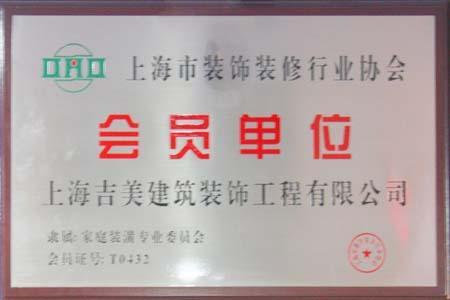 上海市装饰装修行业协会
会员单位
上海吉美建筑装饰工程有限公司
隶属：家庭装潢专业委员会
会员证号：T0432